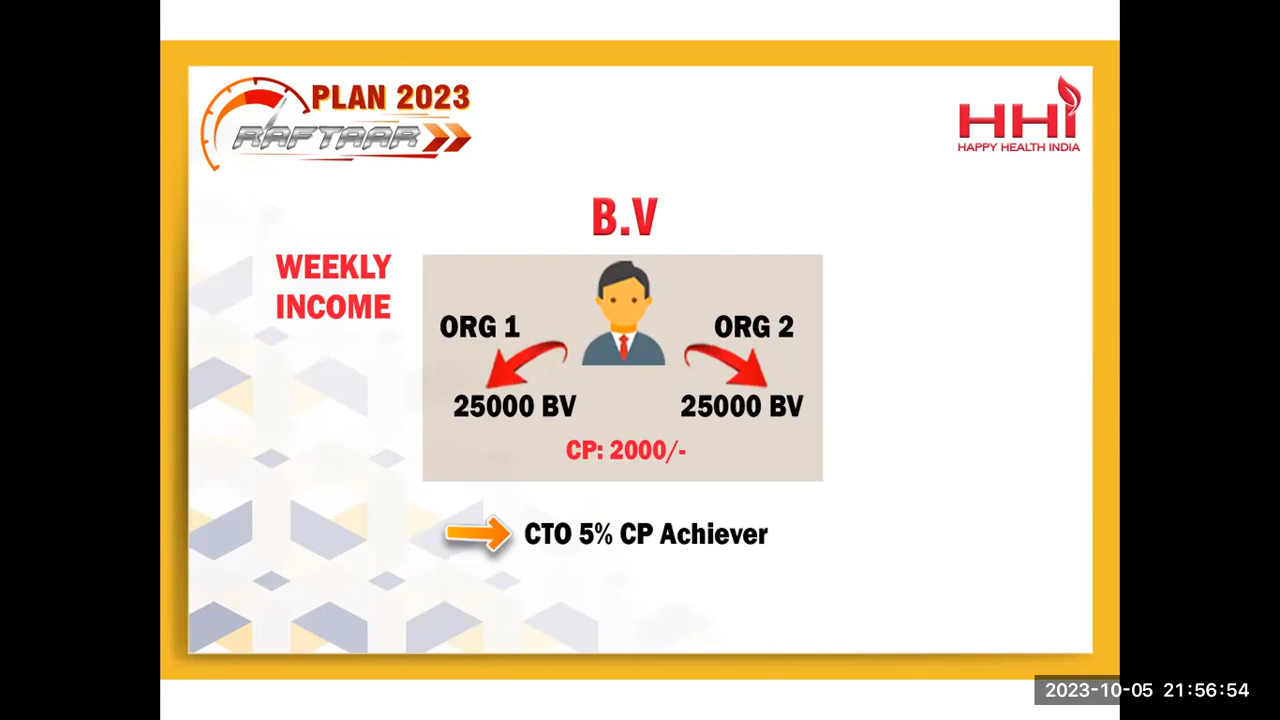 PLAN 2023
RAFTAAR
HHI
HAPPY HEALTH INDIA
B.V
WEEKLY
INCOME
ORG 1
ORG 2
25000 BV
25000 BV
CP: 2000/-
CTO 5% CP Achiever
2023-10-05 21:56:54